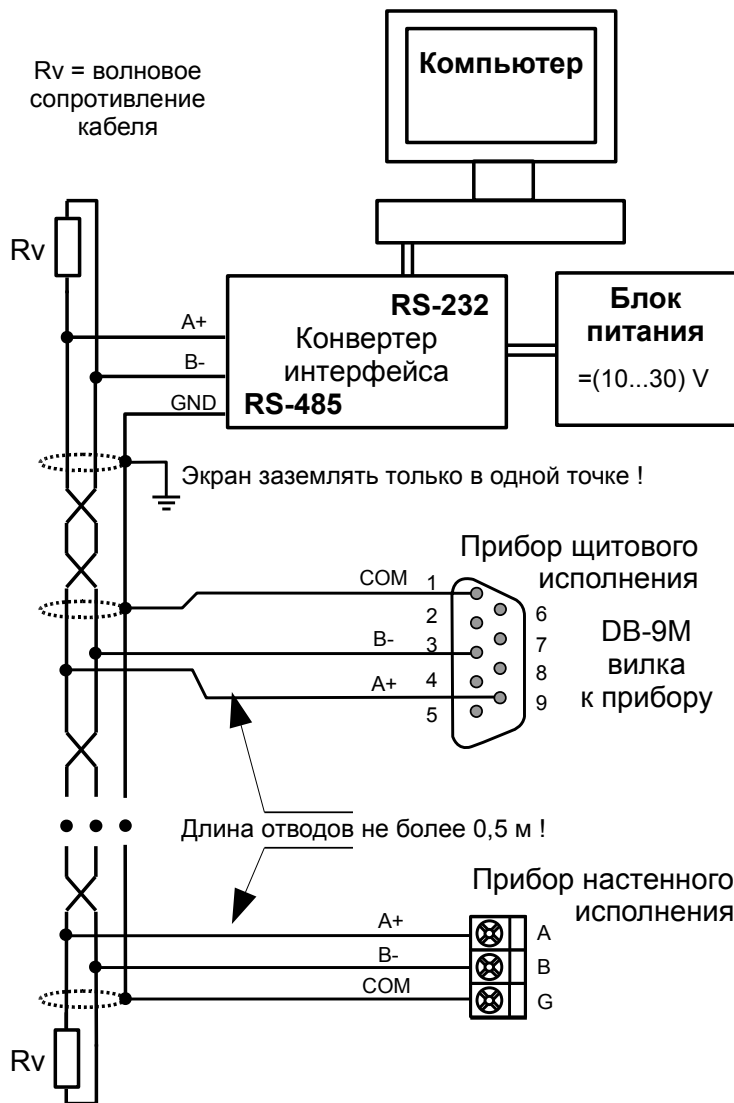 Rv = волновое
сопротивление
кабеля
Компьютер
Rv
A+
B-
GND
RS-232
Конвертер
интерфейса
RS-485
Блок
питания
=(10...30) V
Экран заземлять только в одной точке !
Прибор щитового
исполнения
DB-9M
вилка
к прибору
COM
B-
A+
1
2
3
4
5
6
7
8
9
Длина отводов не более 0,5 м !
Прибор настенного
исполнения
A+
B-
COM
A
B
G
Rv